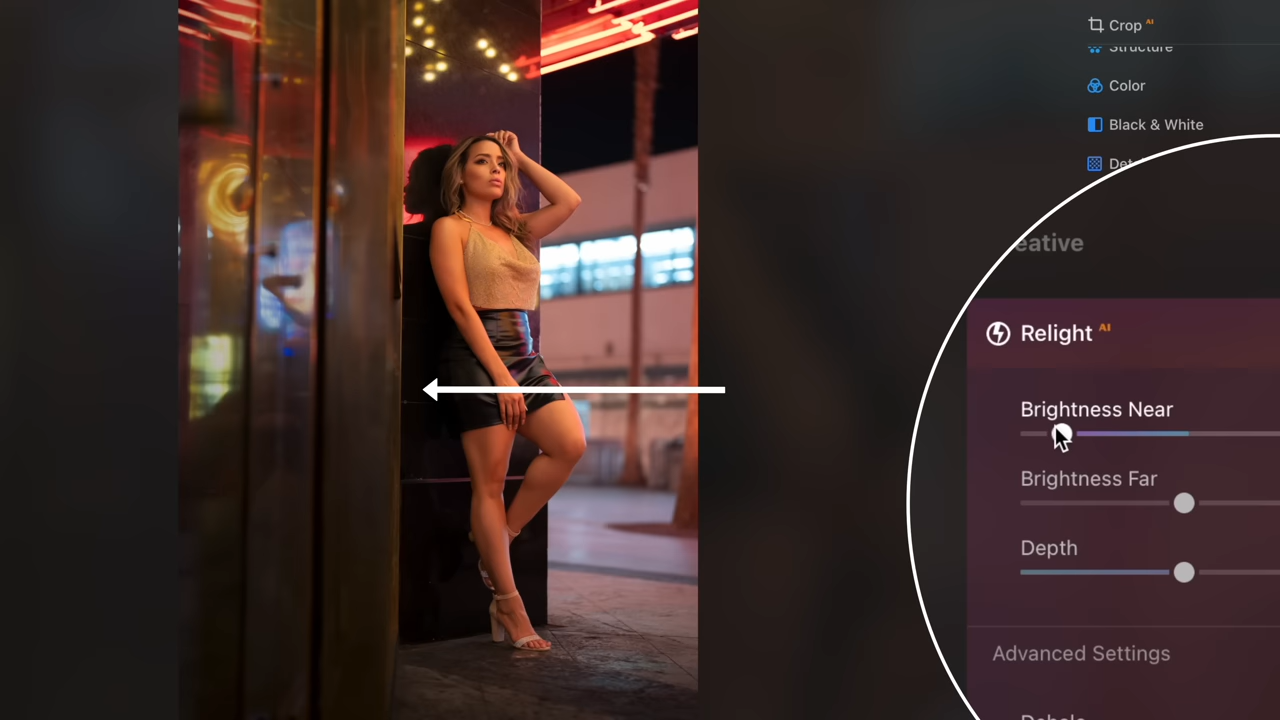 Crop AI
Structure
Color
Black & White
eative
Relight AI
Brightness Near
Brightness Far
Depth
Advanced Settings